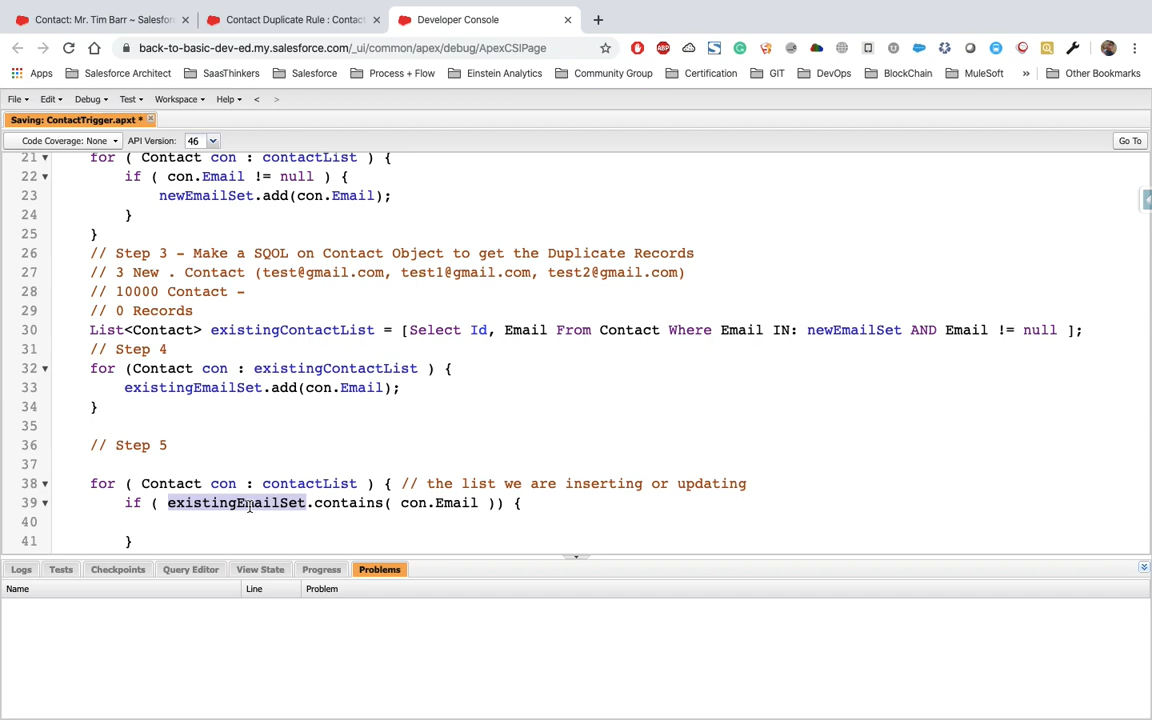 Contact: Mr. Tim Barr ~ Salesfor
Contact Duplicate Rule : Contac
Developer Console
back-to-basic-dev-ed.my.salesforce.com/_ui/common/apex/debug/ApexCSIPage
Apps Salesforce Architect SaasThinkers Salesforce Process + Flow Einstein Analytics Community Group Certification GIT DevOps BlockChain MuleSoft » Other Bookmarks
File Edit Debug Test Workspace Help < >
Saving: ContactTrigger.apxt *
Code Coverage: None API Version: 46 Go To
21 for ( Contact con : contactList ) {
22 if ( con.Email != null ) {
23 newEmailSet.add(con.Email);
24 }
25 }
26 // Step 3 - Make a SQOL on Contact Object to get the Duplicate Records
27 // 3 New . Contact (test@gmail.com, test1@gmail.com, test2@gmail.com)
28 // 10000 Contact -
29 // 0 Records
30 List<Contact> existingContactList = [Select Id, Email From Contact Where Email IN: newEmailSet AND Email != null ];
31 // Step 4
32 for (Contact con : existingContactList ) {
33 existingEmailSet.add(con.Email);
34 }
35
36 // Step 5
37
38 for ( Contact con : contactList ) { // the list we are inserting or updating
39 if ( existingEmailSet.contains( con.Email )) {
40
41 }
Logs Tests Checkpoints Query Editor View State Progress Problems
Name Line Problem